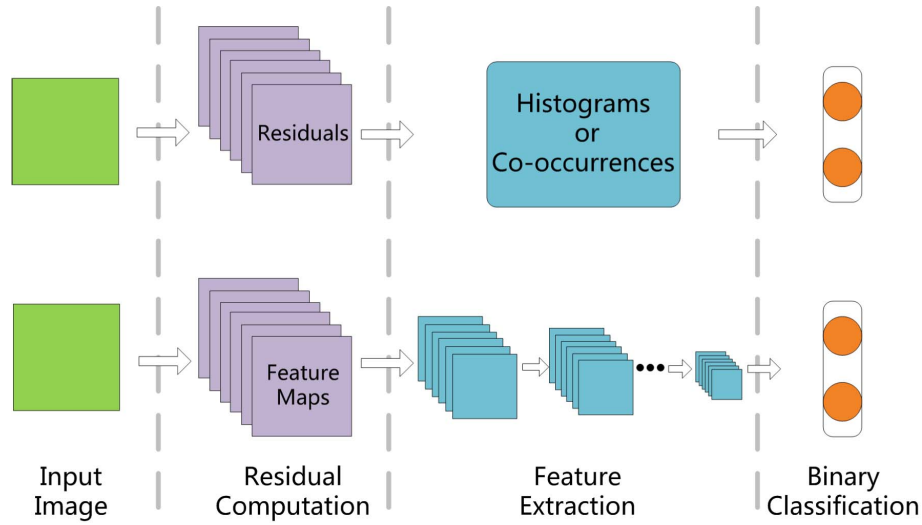 Residuals
Histograms
or
Co-occurrences
Feature
Maps
Input
Image
Residual
Computation
Feature
Extraction
Binary
Classification